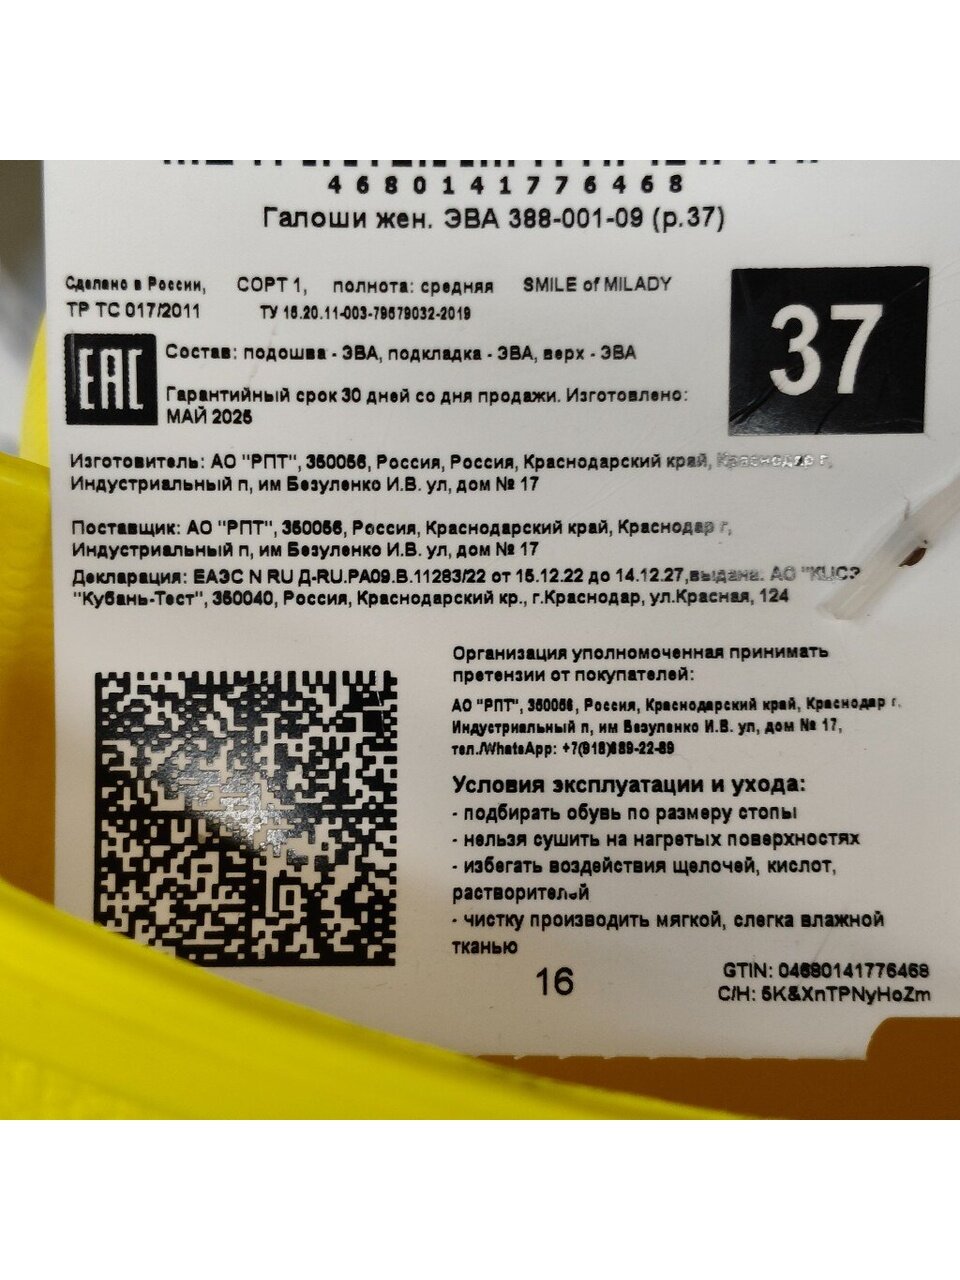 4680141776468
Галоши жен. ЭВА 388-001-09 (р.37)
Сделано в России, СОРТ 1, полнота: средняя SMILE of MILADY
ТР ТС 017/2011 ТУ 15.20.11-003-79679032-2019
37
EAC
Состав: подошва - ЭВА, подкладка - ЭВА, верх - ЭВА
Гарантийный срок 30 дней со дня продажи. Изготовлено:
МАЙ 2025
Изготовитель: АО "РПТ", 350056, Россия, Россия, Краснодарский край, Краснодар г,
Индустриальный п, им Безуленко И.В. ул, дом № 17
Поставщик: АО "РПТ", 350056, Россия, Краснодарский край, Краснодар г,
Индустриальный п, им Безуленко И.В. ул, дом № 17
Декларация: ЕАЭС N RU Д-RU.РА09.В.11283/22 от 15.12.22 до 14.12.27, выдана: АО "КЦСЭ
"Кубань-Тест", 350040, Россия, Краснодарский кр., г.Краснодар, ул.Красная, 124
Организация уполномоченная принимать
претензии от покупателей:
АО "РПТ", 350056, Россия, Краснодарский край, Краснодар г.
Индустриальный п, им Безуленко И.В. ул, дом № 17,
тел./WhatsApp: +7(918)689-22-89
Условия эксплуатации и ухода:
- подбирать обувь по размеру стопы
- нельзя сушить на нагретых поверхностях
- избегать воздействия щелочей, кислот,
растворителей
- чистку производить мягкой, слегка влажной
тканью
16
GTIN: 04680141776468
С/Н: 5K&XnTPNyHoZm